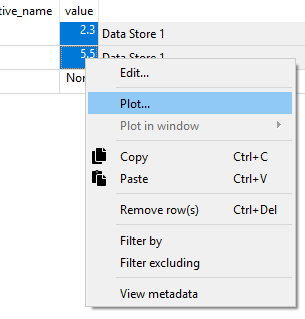 tive_name value
2.3 Data Store 1
5.5 Data Store 1
Edit...
Plot...
Plot in window
Copy Ctrl+C
Paste Ctrl+V
Remove row(s) Ctrl+Del
Filter by
Filter excluding
View metadata